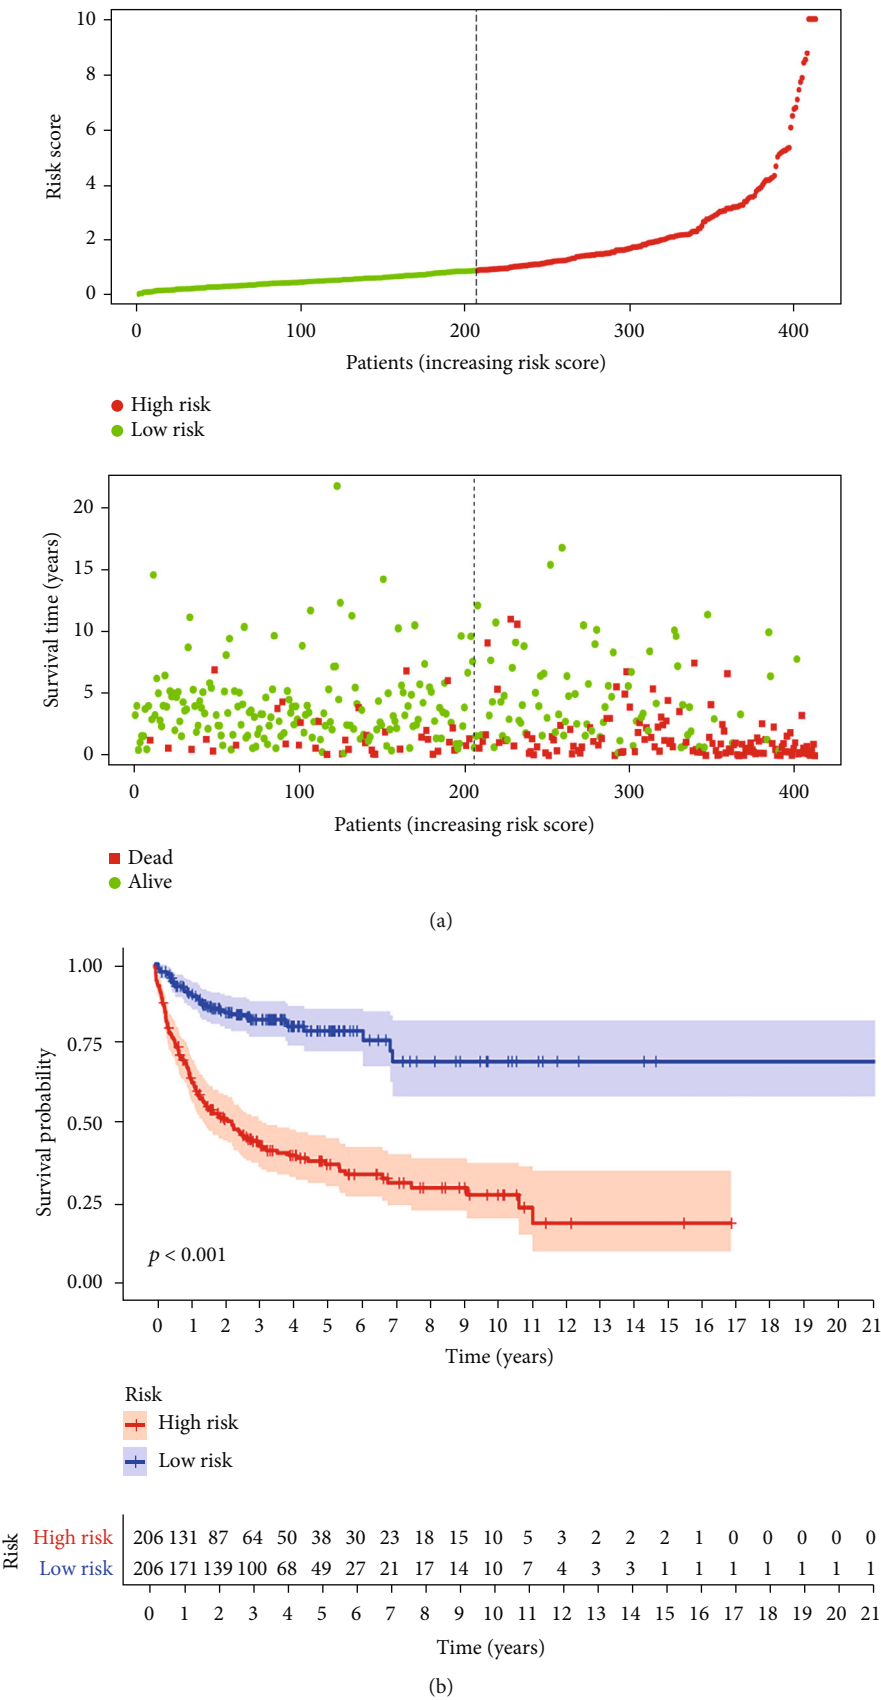 10
8
6
4
2
0
Risk score
0 100 200 300 400
Patients (increasing risk score)
High risk
Low risk
20
15
10
5
0
Survival time (years)
0 100 200 300 400
Patients (increasing risk score)
Dead
Alive
(a)
1.00
0.75
0.50
0.25
0.00
Survival probability
p < 0.001
0 1 2 3 4 5 6 7 8 9 10 11 12 13 14 15 16 17 18 19 20 21
Time (years)
Risk
High risk
Low risk
Risk
High risk 206 131 87 64 50 38 30 23 18 15 10 5 3 2 2 2 1 0 0 0 0 0
Low risk 206 171 139 100 68 49 27 21 17 14 10 7 4 3 3 1 1 1 1 1 1 1
0 1 2 3 4 5 6 7 8 9 10 11 12 13 14 15 16 17 18 19 20 21
Time (years)
(b)